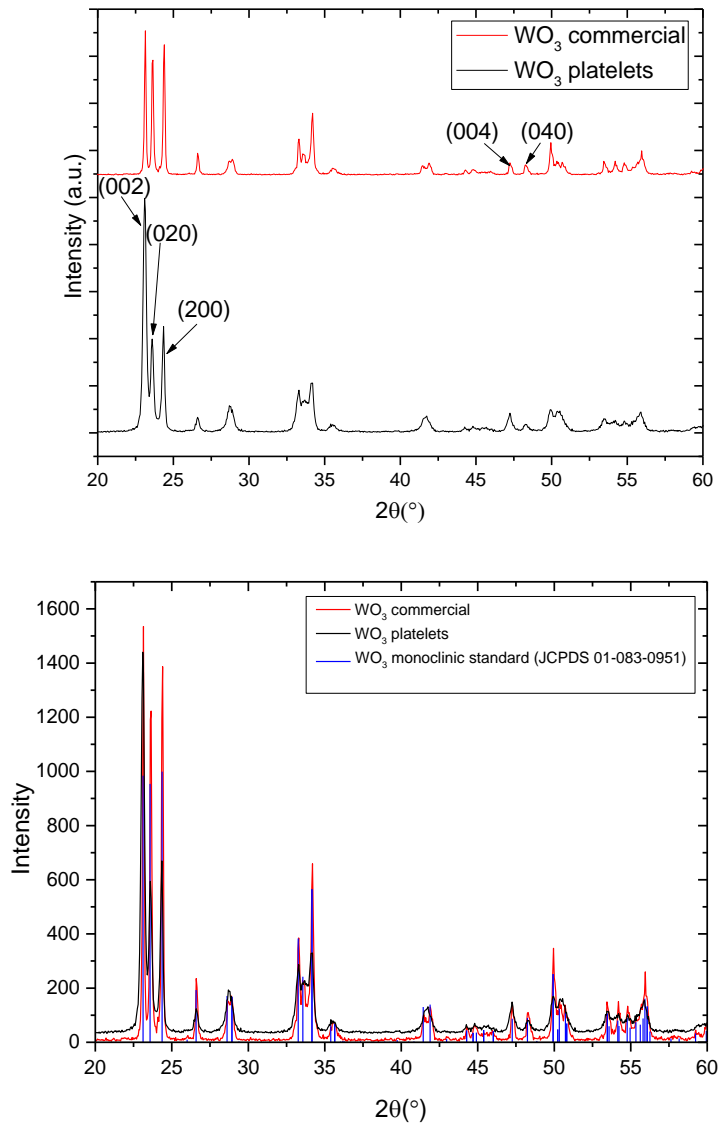 WO₃ commercial
WO₃ platelets
(004) (040)
(002)
(020)
(200)
Intensity (a.u.)
20 25 30 35 40 45 50 55 60
2θ(°)
WO₃ commercial
WO₃ platelets
WO₃ monoclinic standard (JCPDS 01-083-0951)
1600
1400
1200
1000
800
600
400
200
0
Intensity
20 25 30 35 40 45 50 55 60
2θ(°)